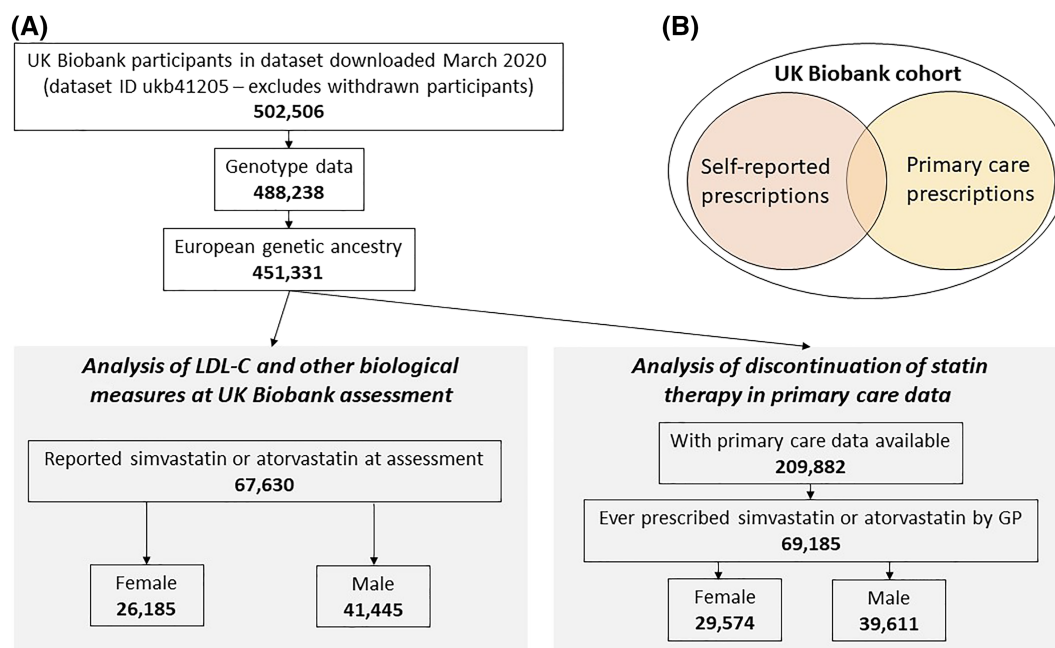 (A)
UK Biobank participants in dataset downloaded March 2020
(dataset ID ukb41205 – excludes withdrawn participants)
502,506
Genotype data
488,238
European genetic ancestry
451,331
Analysis of LDL-C and other biological
measures at UK Biobank assessment
Reported simvastatin or atorvastatin at assessment
67,630
Female
26,185
Male
41,445
Analysis of discontinuation of statin
therapy in primary care data
With primary care data available
209,882
Ever prescribed simvastatin or atorvastatin by GP
69,185
Female
29,574
Male
39,611
(B)
UK Biobank cohort
Self-reported
prescriptions
Primary care
prescriptions